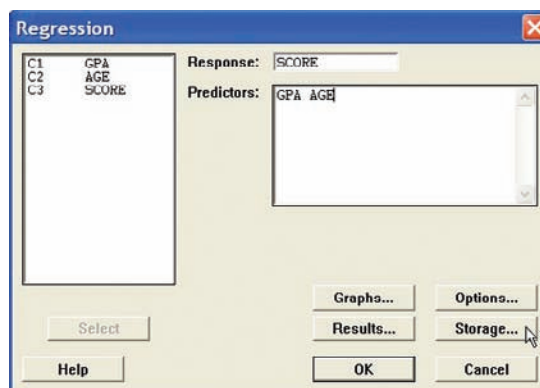 Regression
C1 GPA
C2 AGE
C3 SCORE
Response: SCORE
Predictors: GPA AGE
Graphs... Options...
Select Results... Storage...
Help OK Cancel